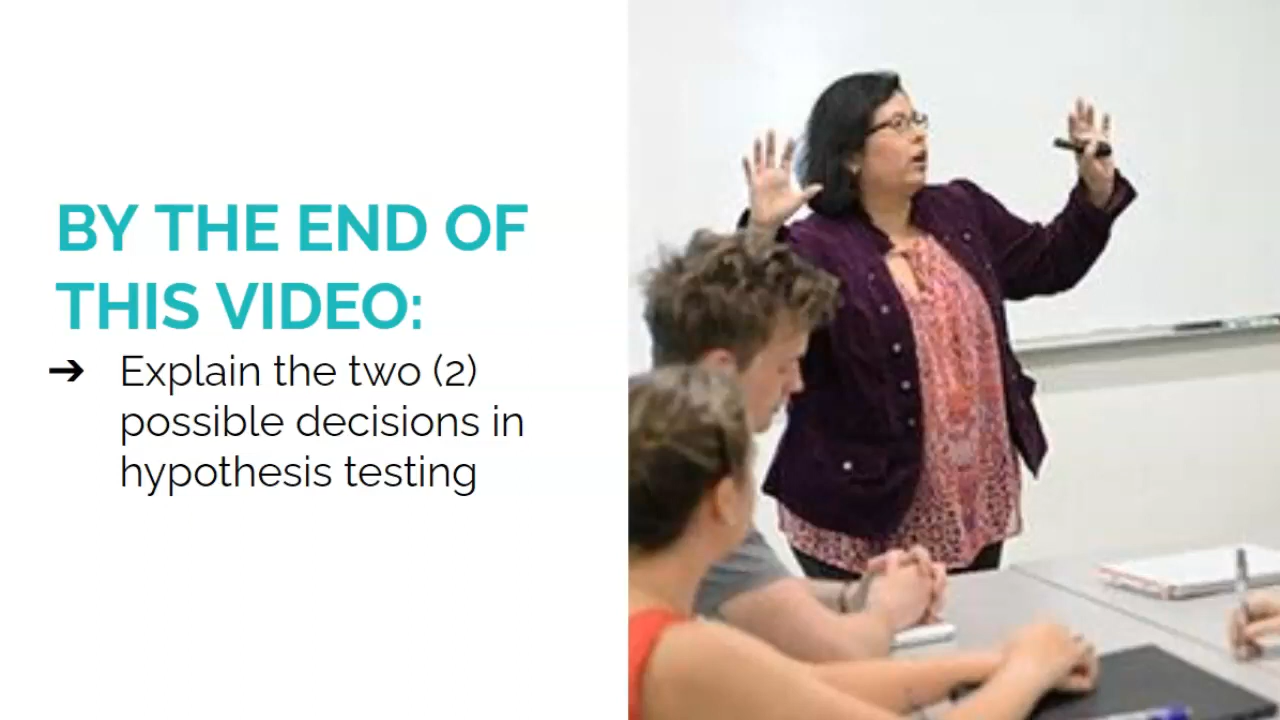 BY THE END OF
THIS VIDEO:
➔ Explain the two (2)
possible decisions in
hypothesis testing